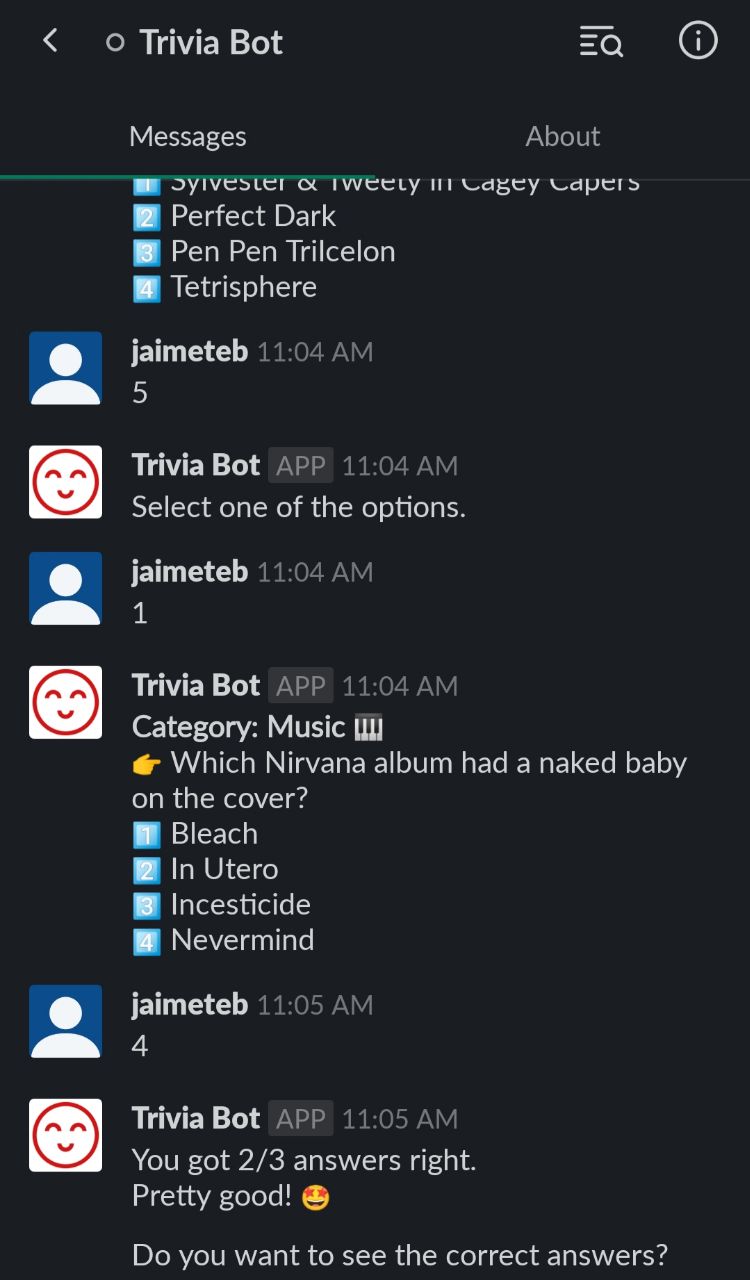 Trivia Bot
Messages
About
1 Sylvester & Tweety in Cagey Capers
2 Perfect Dark
3 Pen Pen Trilcelon
4 Tetrisphere
jaimeteb 11:04 AM
5
Trivia Bot APP 11:04 AM
Select one of the options.
jaimeteb 11:04 AM
1
Trivia Bot APP 11:04 AM
Category: Music 🎹
👉 Which Nirvana album had a naked baby
on the cover?
1 Bleach
2 In Utero
3 Incesticide
4 Nevermind
jaimeteb 11:05 AM
4
Trivia Bot APP 11:05 AM
You got 2/3 answers right.
Pretty good! 🤩
Do you want to see the correct answers?